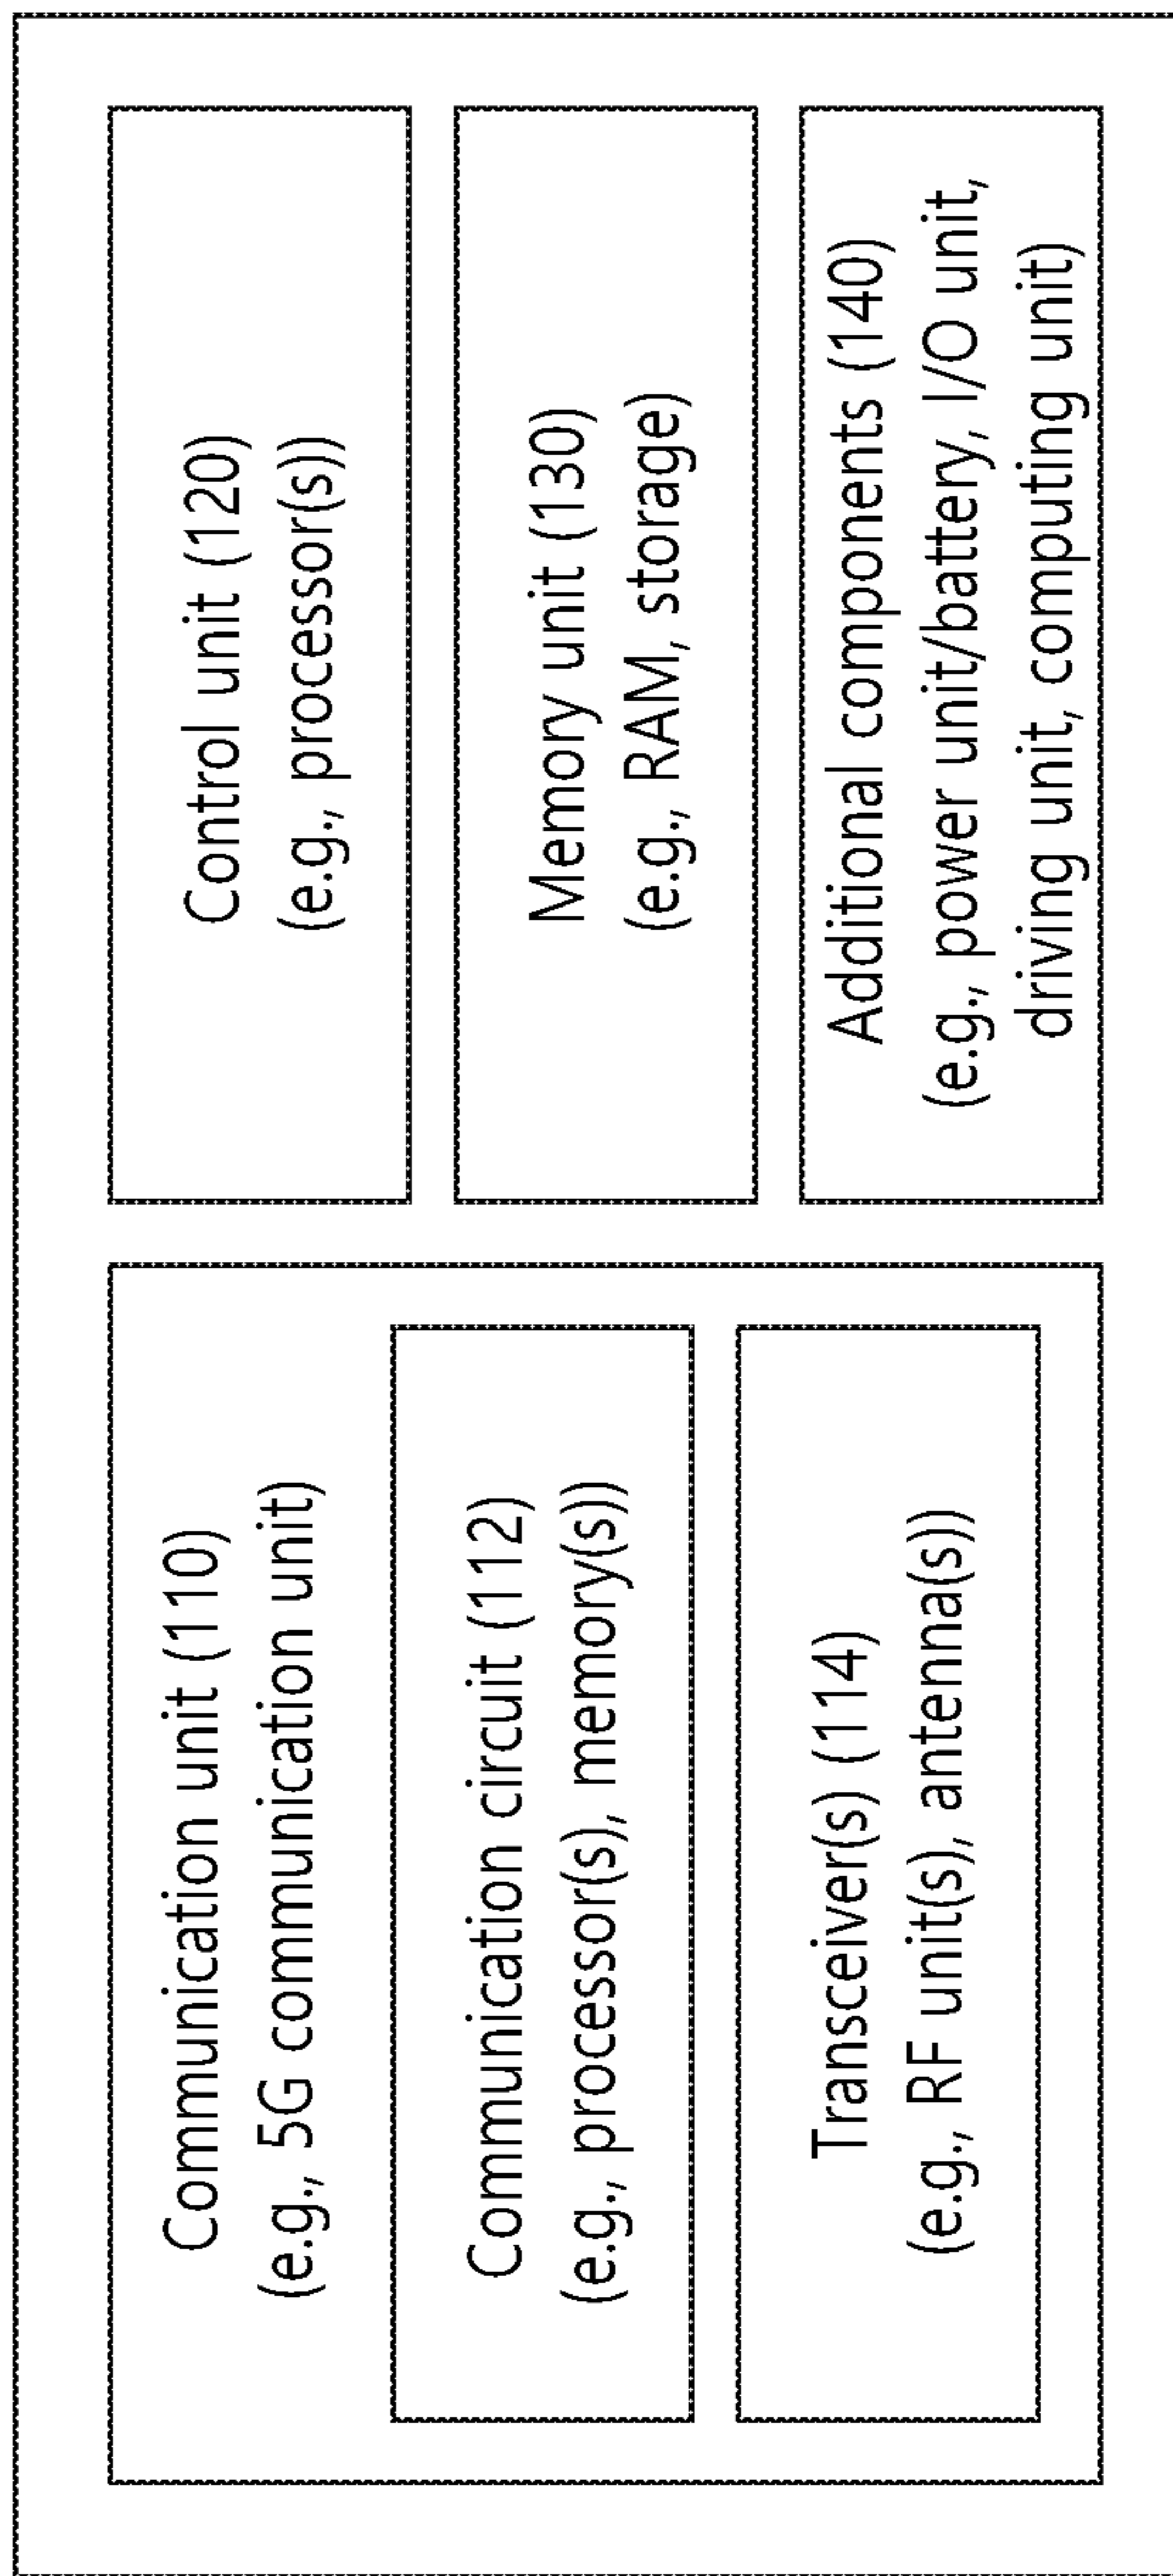 Communication unit (110)
(e.g., 5G communication unit)
Communication circuit (112)
(e.g., processor(s), memory(s))
Transceiver(s) (114)
(e.g., RF unit(s), antenna(s))
Control unit (120)
(e.g., processor(s))
Memory unit (130)
(e.g., RAM, storage)
Additional components (140)
(e.g., power unit/battery, I/O unit,
driving unit, computing unit)